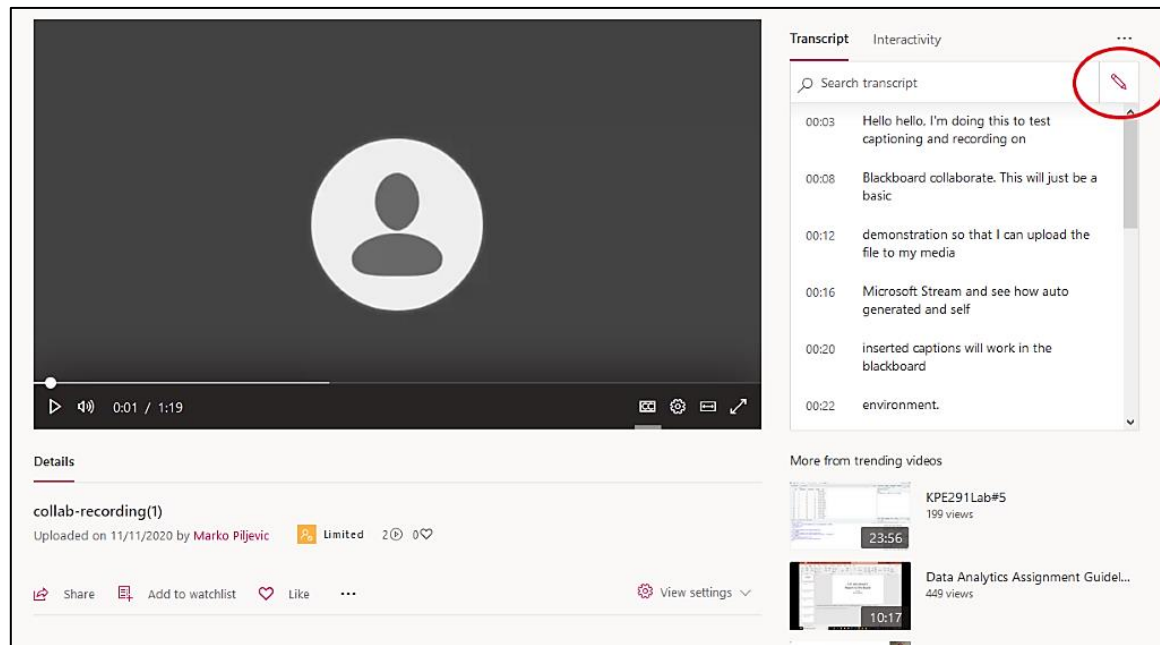 Transcript Interactivity ...
Search transcript
00:03 Hello hello. I'm doing this to test
captioning and recording on
00:08 Blackboard collaborate. This will just be a
basic
00:12 demonstration so that I can upload the
file to my media
00:16 Microsoft Stream and see how auto
generated and self
00:20 inserted captions will work in the
blackboard
00:22 environment.
0:01 / 1:19
CC
Details
collab-recording(1)
Uploaded on 11/11/2020 by Marko Piljevic Limited 2 0
Share Add to watchlist Like ... View settings
More from trending videos
KPE291Lab#5
199 views
23:56
Data Analytics Assignment Guidel...
449 views
10:17